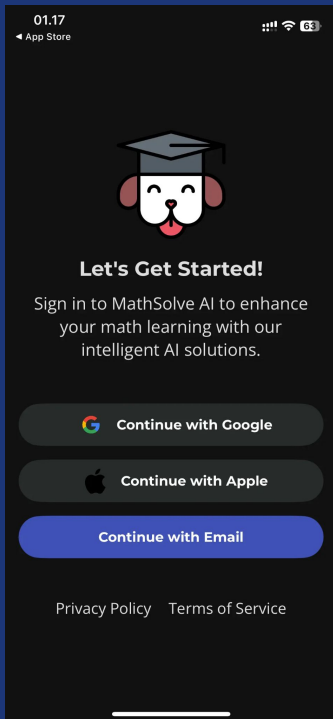 01.17
63
◀ App Store
Let's Get Started!
Sign in to MathSolve AI to enhance
your math learning with our
intelligent AI solutions.
Continue with Google
Continue with Apple
Continue with Email
Privacy Policy Terms of Service